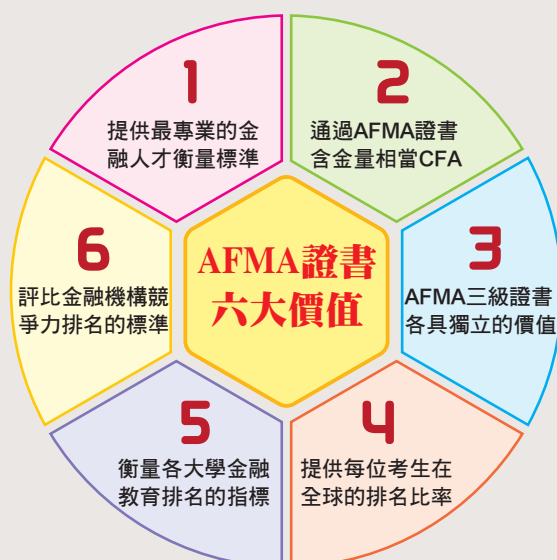 AFMA證書
六大價值
1
提供最專業的金
融人才衡量標準
2
通過AFMA證書
含金量相當CFA
3
AFMA三級證書
各具獨立的價值
4
提供每位考生在
全球的排名比率
5
衡量各大學金融
教育排名的指標
6
評比金融機構競
爭力排名的標準